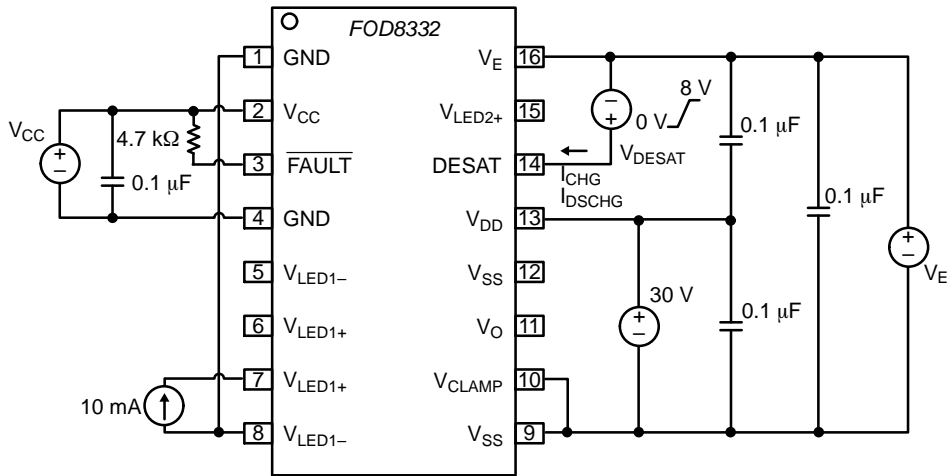 FOD8332
1 GND
2 VCC
3 FAULT
4 GND
5 VLED1–
6 VLED1+
7 VLED1+
8 VLED1–
VE 16
VLED2+ 15
DESAT 14
VDD 13
VSS 12
VO 11
VCLAMP 10
VSS 9
VCC
+
–
4.7 kΩ
0.1 μF
10 mA
–
+
8 V
0 V
VDESAT
ICHG
IDSCHG
0.1 μF
30 V
+
–
0.1 μF
0.1 μF
+
–
VE